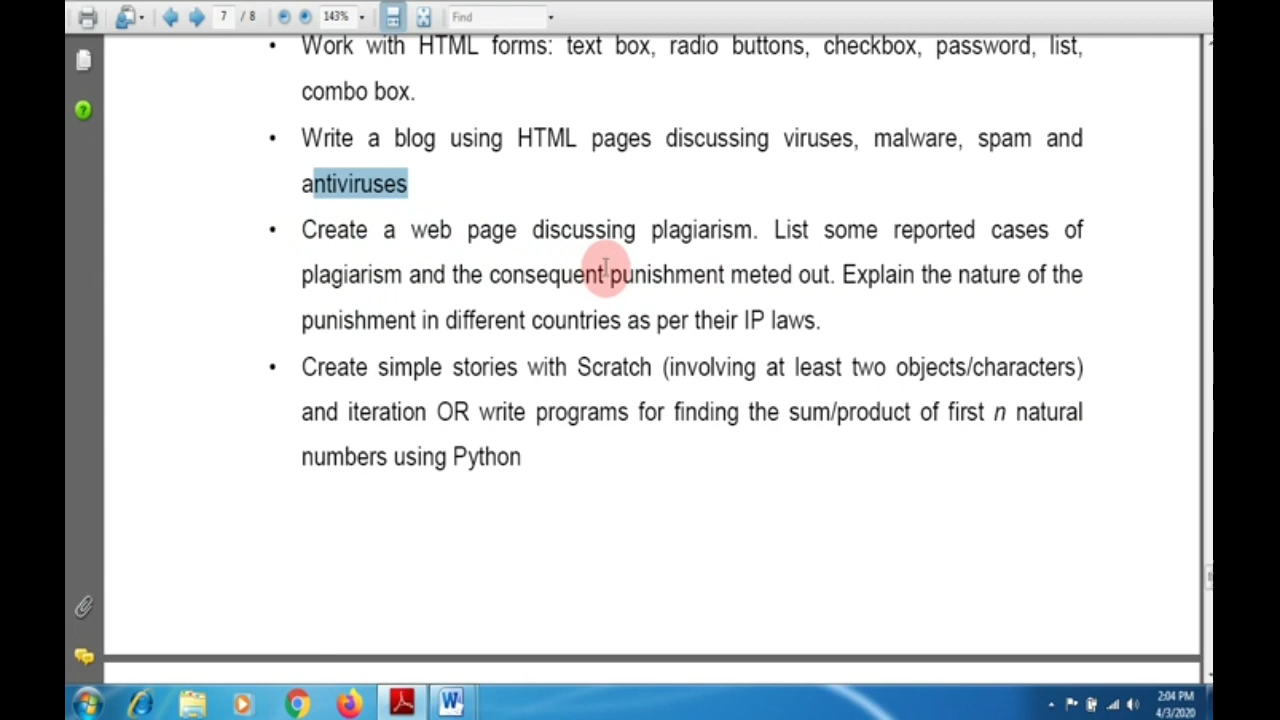 7 / 8 143% Find
• Work with HTML forms: text box, radio buttons, checkbox, password, list,
combo box.
• Write a blog using HTML pages discussing viruses, malware, spam and
antiviruses
• Create a web page discussing plagiarism. List some reported cases of
plagiarism and the consequent punishment meted out. Explain the nature of the
punishment in different countries as per their IP laws.
• Create simple stories with Scratch (involving at least two objects/characters)
and iteration OR write programs for finding the sum/product of first n natural
numbers using Python
2:04 PM
4/3/2020